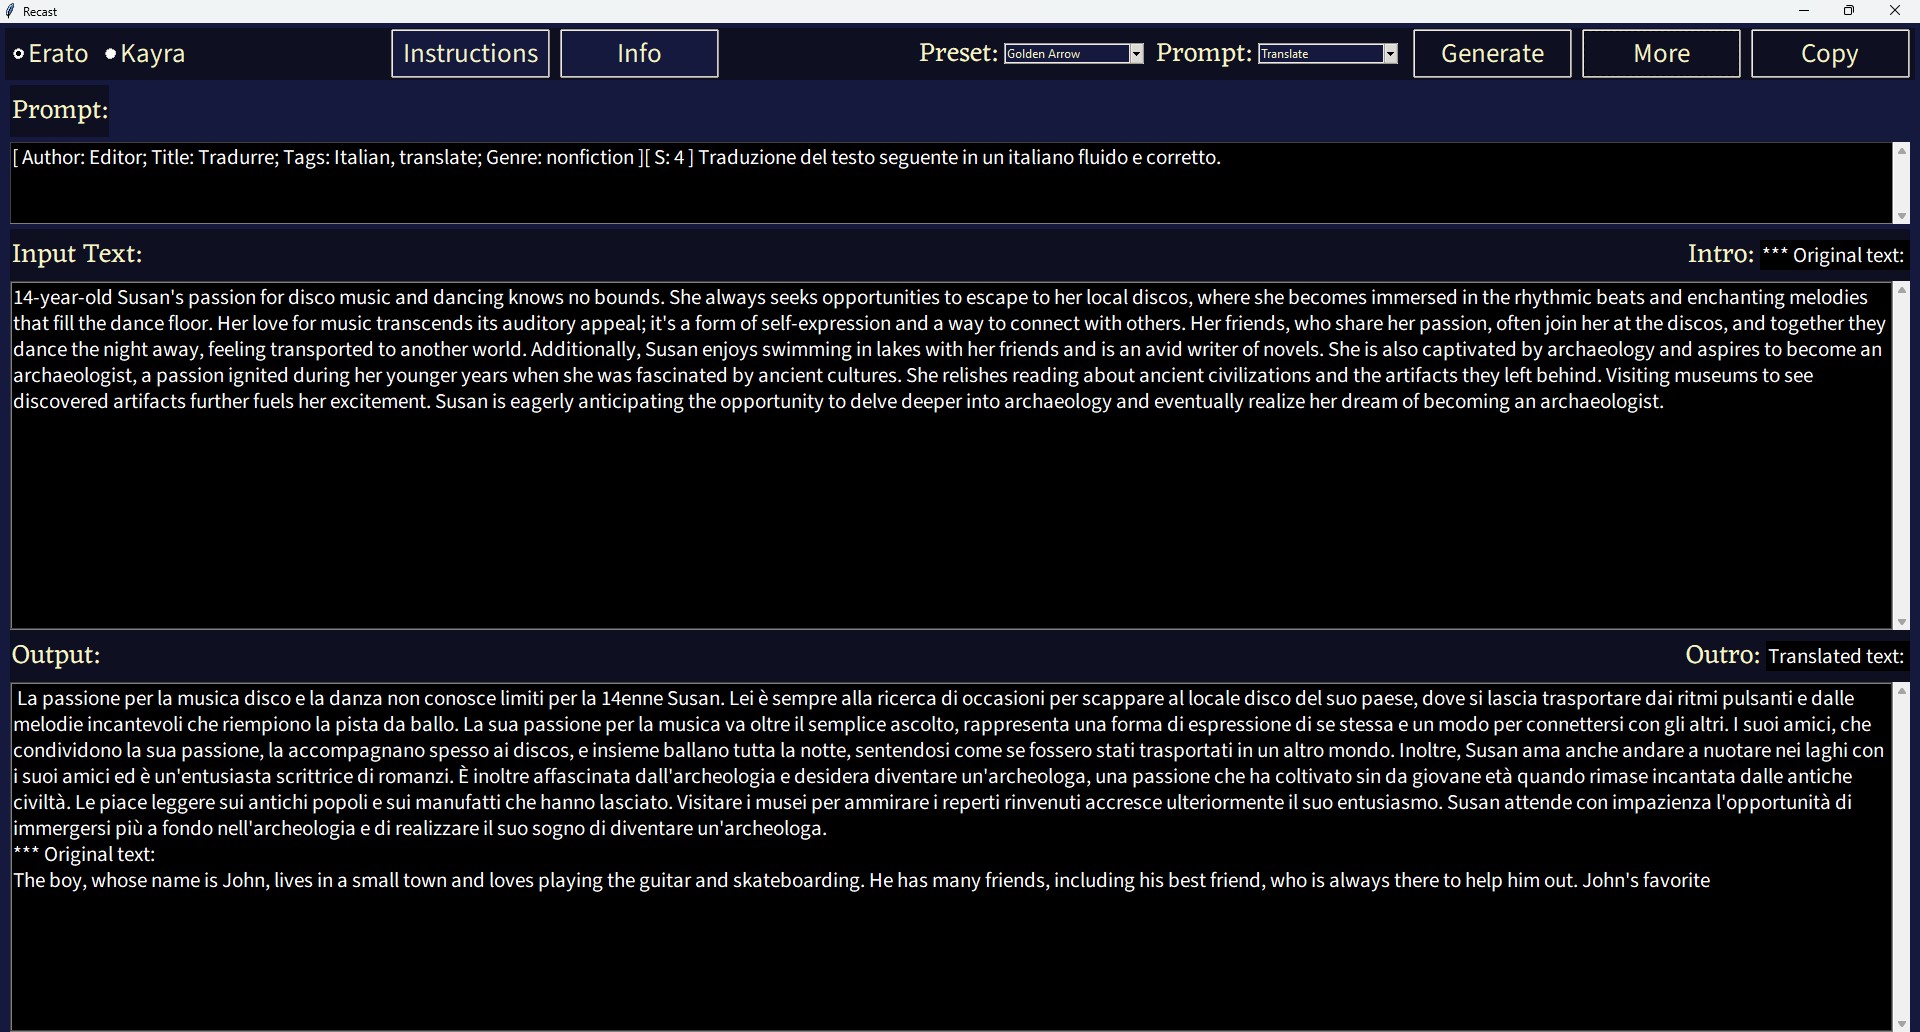 Recast
Erato Kayra Instructions Info Preset: Golden Arrow Prompt: Translate Generate More Copy
Prompt:
[ Author: Editor; Title: Tradurre; Tags: Italian, translate; Genre: nonfiction ][ S: 4 ] Traduzione del testo seguente in un italiano fluido e corretto.
Input Text: Intro: *** Original text:
14-year-old Susan's passion for disco music and dancing knows no bounds. She always seeks opportunities to escape to her local discos, where she becomes immersed in the rhythmic beats and enchanting melodies
that fill the dance floor. Her love for music transcends its auditory appeal; it's a form of self-expression and a way to connect with others. Her friends, who share her passion, often join her at the discos, and together they
dance the night away, feeling transported to another world. Additionally, Susan enjoys swimming in lakes with her friends and is an avid writer of novels. She is also captivated by archaeology and aspires to become an
archaeologist, a passion ignited during her younger years when she was fascinated by ancient cultures. She relishes reading about ancient civilizations and the artifacts they left behind. Visiting museums to see
discovered artifacts further fuels her excitement. Susan is eagerly anticipating the opportunity to delve deeper into archaeology and eventually realize her dream of becoming an archaeologist.
Output: Outro: Translated text:
La passione per la musica disco e la danza non conosce limiti per la 14enne Susan. Lei è sempre alla ricerca di occasioni per scappare al locale disco del suo paese, dove si lascia trasportare dai ritmi pulsanti e dalle
melodie incantevoli che riempiono la pista da ballo. La sua passione per la musica va oltre il semplice ascolto, rappresenta una forma di espressione di se stessa e un modo per connettersi con gli altri. I suoi amici, che
condividono la sua passione, la accompagnano spesso ai discos, e insieme ballano tutta la notte, sentendosi come se fossero stati trasportati in un altro mondo. Inoltre, Susan ama anche andare a nuotare nei laghi con
i suoi amici ed è un'entusiasta scrittrice di romanzi. È inoltre affascinata dall'archeologia e desidera diventare un'archeologa, una passione che ha coltivato sin da giovane età quando rimase incantata dalle antiche
civiltà. Le piace leggere sui antichi popoli e sui manufatti che hanno lasciato. Visitare i musei per ammirare i reperti rinvenuti accresce ulteriormente il suo entusiasmo. Susan attende con impazienza l'opportunità di
immergersi più a fondo nell'archeologia e di realizzare il suo sogno di diventare un'archeologa.
*** Original text:
The boy, whose name is John, lives in a small town and loves playing the guitar and skateboarding. He has many friends, including his best friend, who is always there to help him out. John's favorite